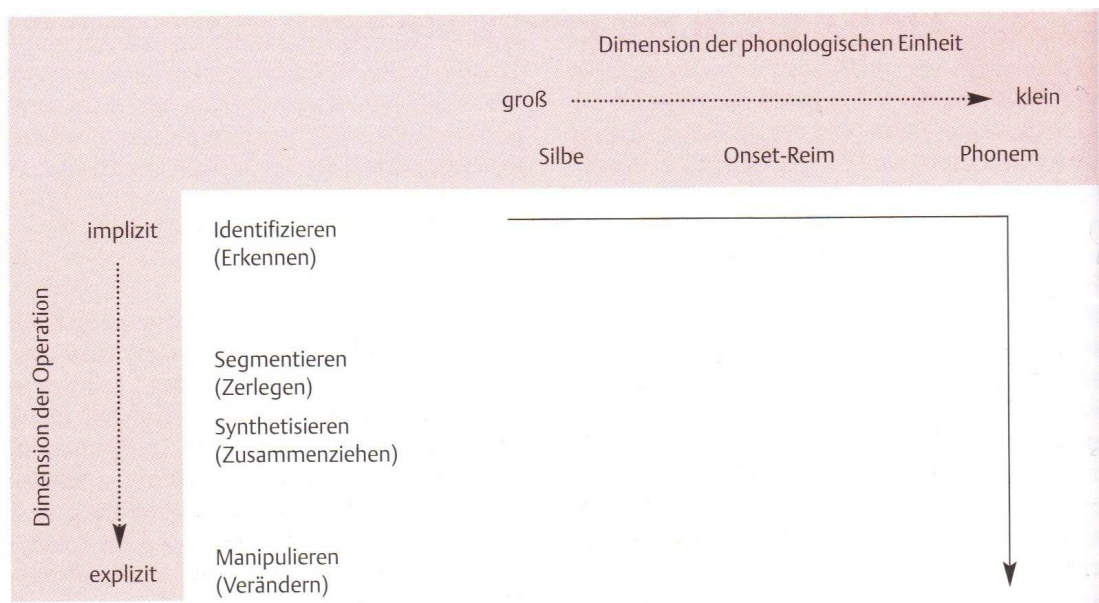 Dimension der phonologischen Einheit
groß klein
Silbe Onset-Reim Phonem
Dimension der Operation
implizit
explizit
Identifizieren
(Erkennen)
Segmentieren
(Zerlegen)
Synthetisieren
(Zusammenziehen)
Manipulieren
(Verändern)